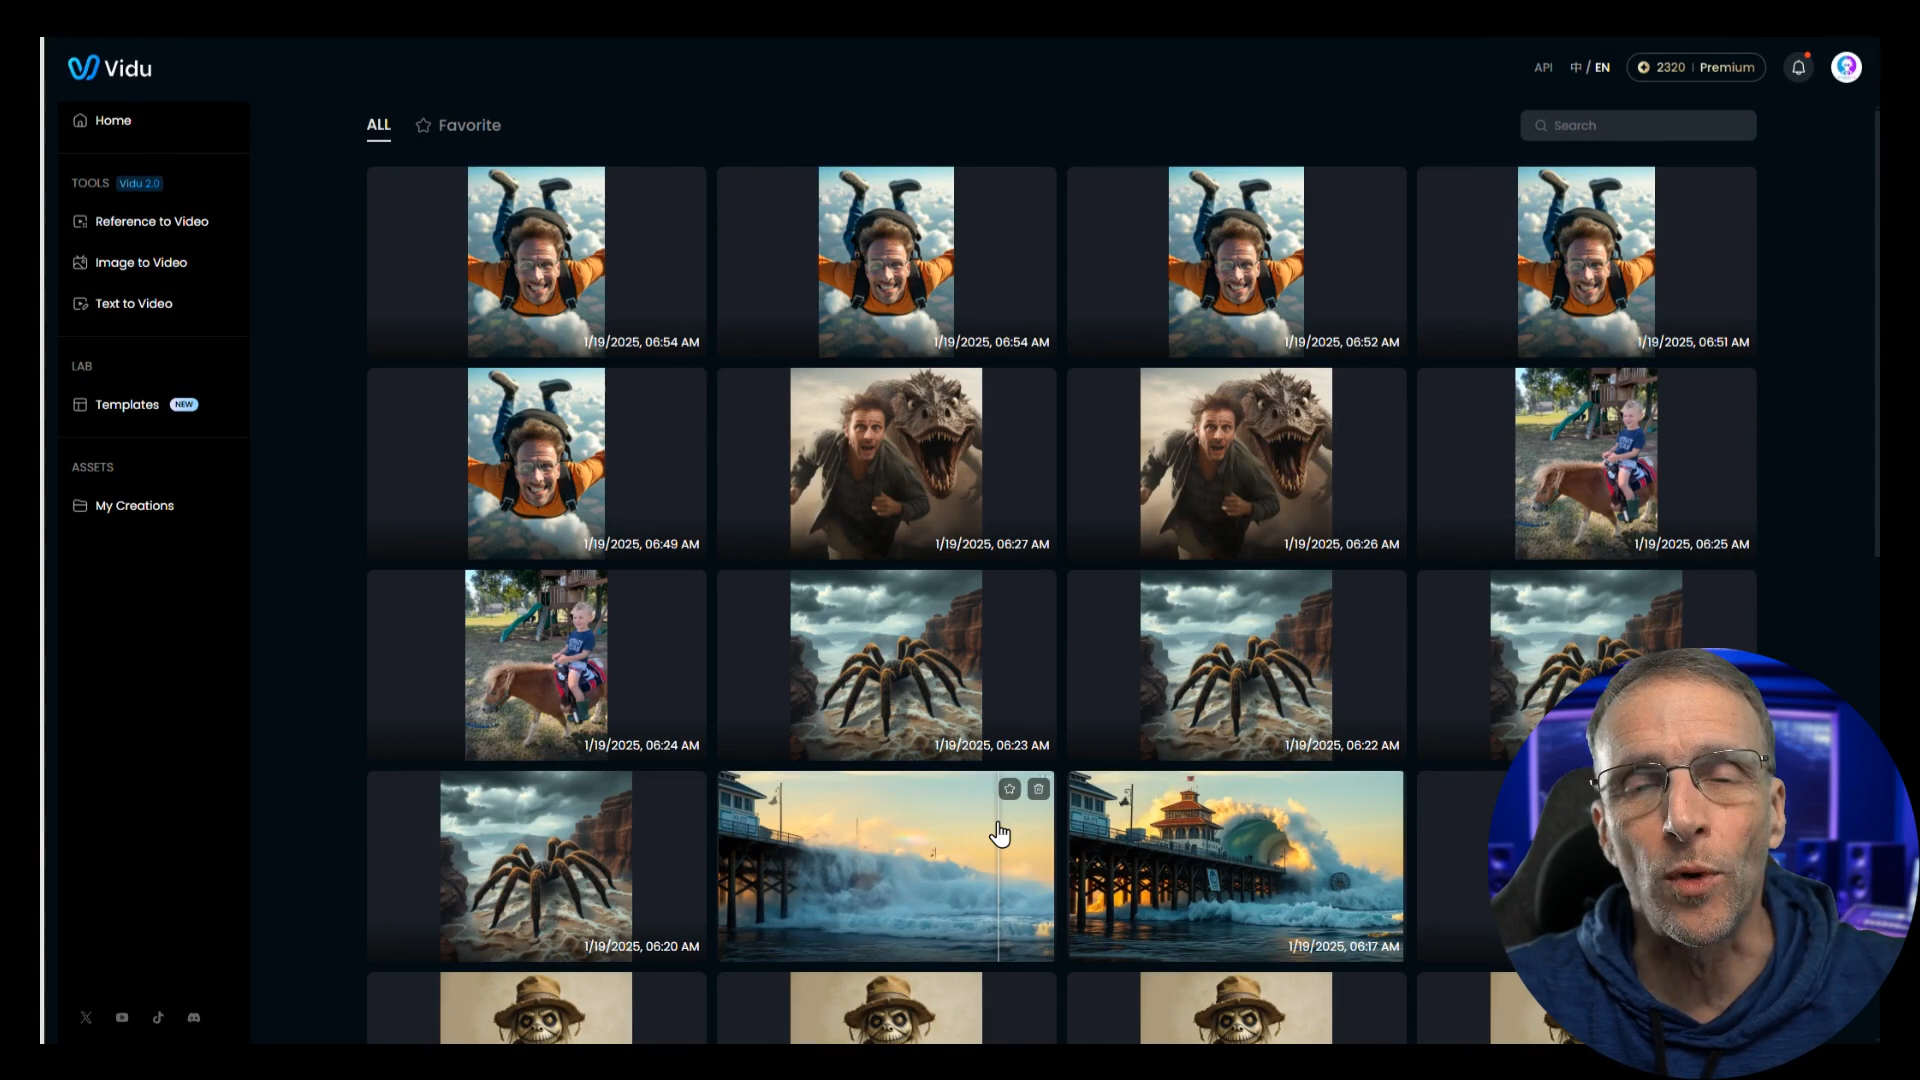 Vidu
API 中 / EN 2320 | Premium
Home
ALL Favorite Search
TOOLS Vidu 2.0
Reference to Video
Image to Video
Text to Video
LAB
Templates NEW
ASSETS
My Creations
1/19/2025, 06:54 AM 1/19/2025, 06:54 AM 1/19/2025, 06:52 AM 1/19/2025, 06:51 AM
1/19/2025, 06:49 AM 1/19/2025, 06:27 AM 1/19/2025, 06:26 AM 1/19/2025, 06:25 AM
1/19/2025, 06:24 AM 1/19/2025, 06:23 AM 1/19/2025, 06:22 AM
1/19/2025, 06:20 AM 1/19/2025, 06:17 AM